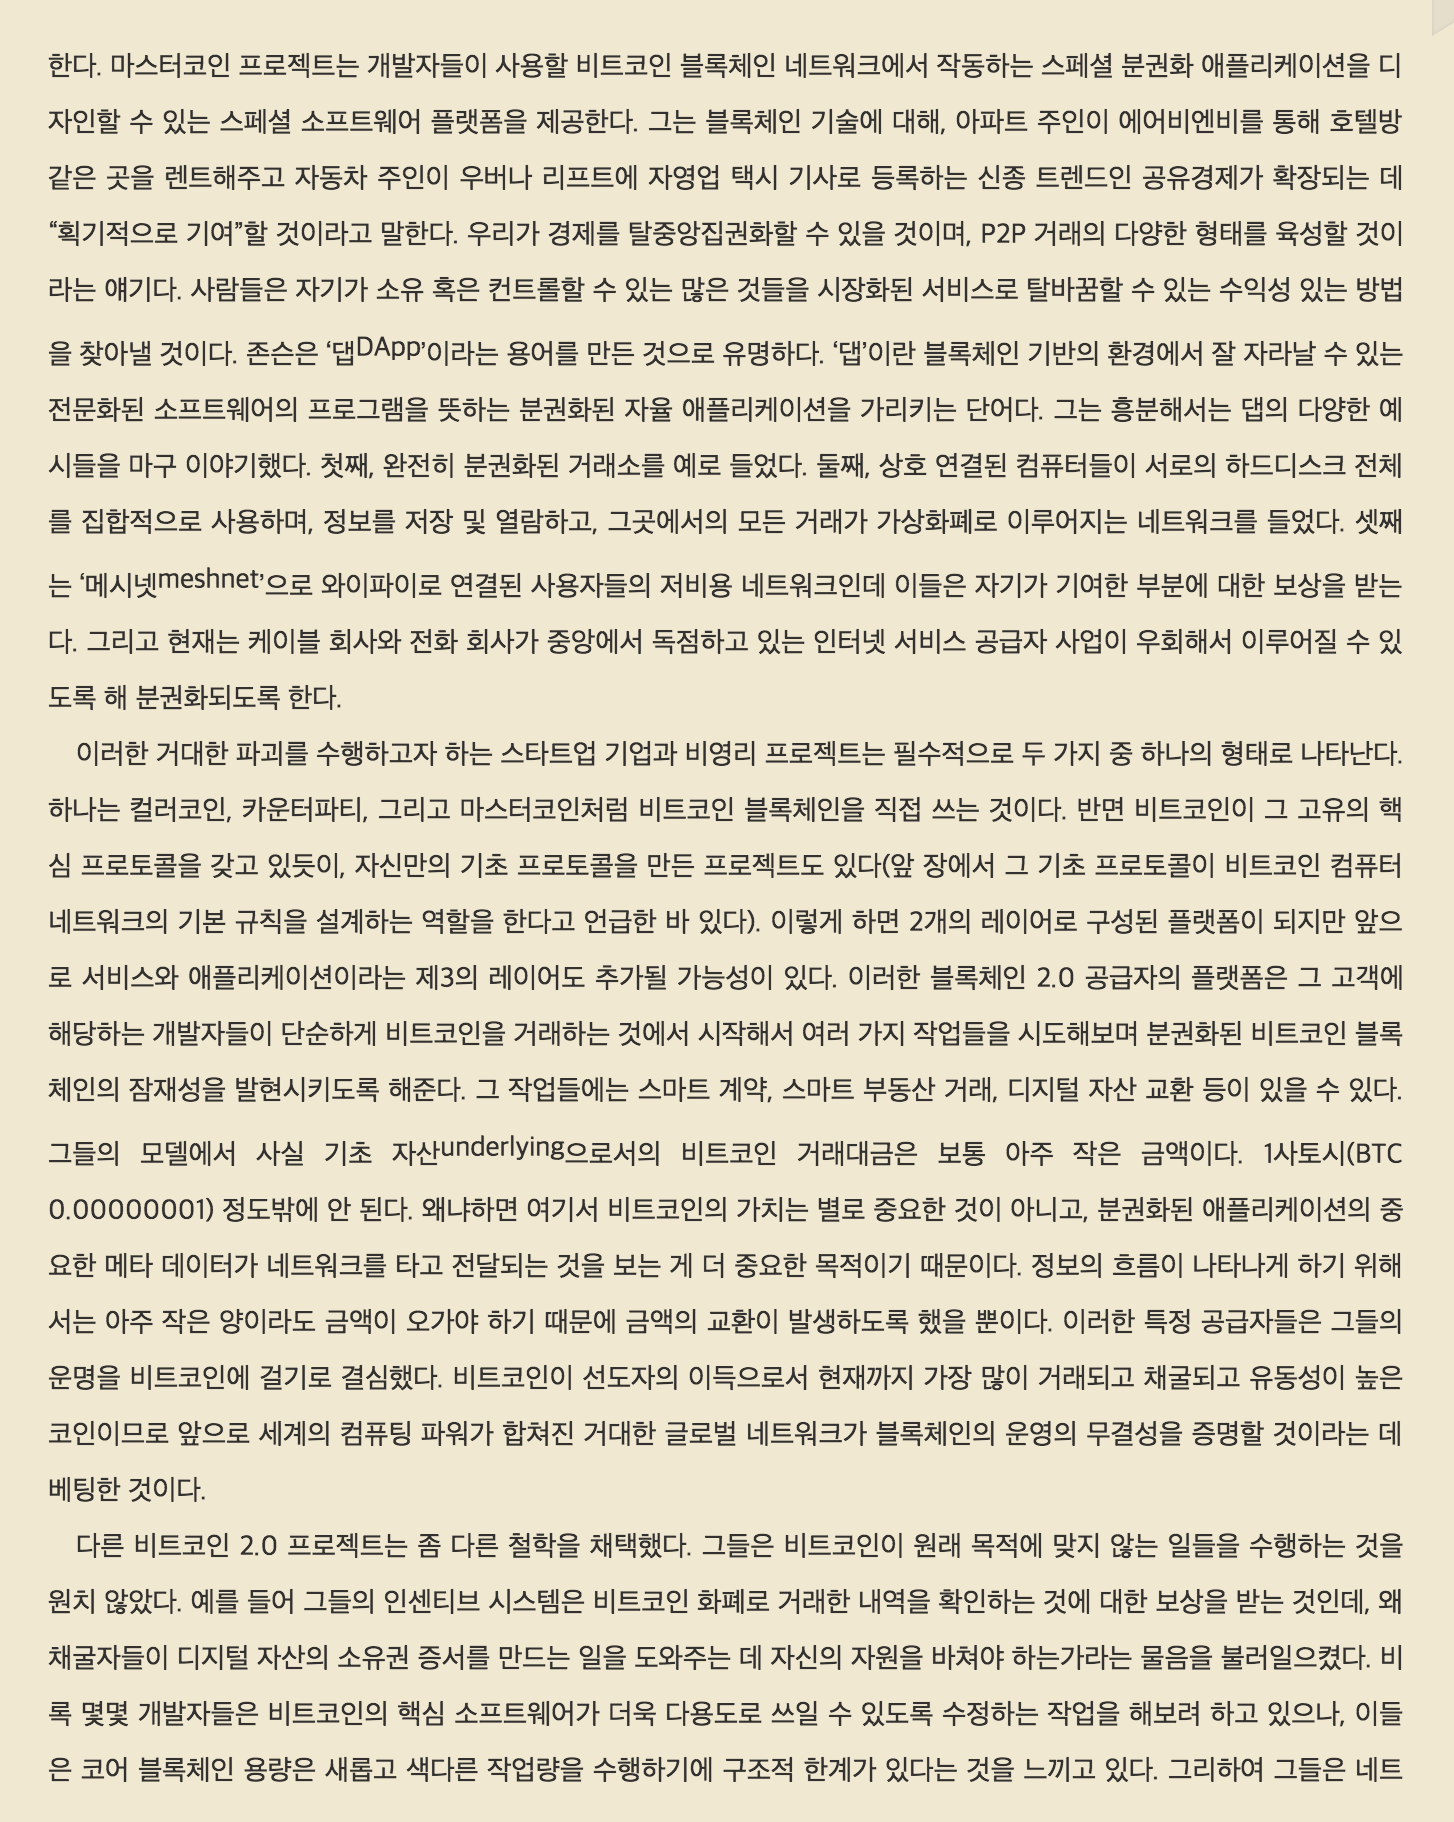 한다. 마스터코인 프로젝트는 개발자들이 사용할 비트코인 블록체인 네트워크에서 작동하는 스페셜 분권화 애플리케이션을 디
자인할 수 있는 스페셜 소프트웨어 플랫폼을 제공한다. 그는 블록체인 기술에 대해, 아파트 주인이 에어비엔비를 통해 호텔방
같은 곳을 렌트해주고 자동차 주인이 우버나 리프트에 자영업 택시 기사로 등록하는 신종 트렌드인 공유경제가 확장되는 데
“획기적으로 기여”할 것이라고 말한다. 우리가 경제를 탈중앙집권화할 수 있을 것이며, P2P 거래의 다양한 형태를 육성할 것이
라는 얘기다. 사람들은 자기가 소유 혹은 컨트롤할 수 있는 많은 것들을 시장화된 서비스로 탈바꿈할 수 있는 수익성 있는 방법
을 찾아낼 것이다. 존슨은 ‘댑DApp’이라는 용어를 만든 것으로 유명하다. ‘댑’이란 블록체인 기반의 환경에서 잘 자라날 수 있는
전문화된 소프트웨어의 프로그램을 뜻하는 분권화된 자율 애플리케이션을 가리키는 단어다. 그는 흥분해서는 댑의 다양한 예
시들을 마구 이야기했다. 첫째, 완전히 분권화된 거래소를 예로 들었다. 둘째, 상호 연결된 컴퓨터들이 서로의 하드디스크 전체
를 집합적으로 사용하며, 정보를 저장 및 열람하고, 그곳에서의 모든 거래가 가상화폐로 이루어지는 네트워크를 들었다. 셋째
는 ‘메시넷meshnet’으로 와이파이로 연결된 사용자들의 저비용 네트워크인데 이들은 자기가 기여한 부분에 대한 보상을 받는
다. 그리고 현재는 케이블 회사와 전화 회사가 중앙에서 독점하고 있는 인터넷 서비스 공급자 사업이 우회해서 이루어질 수 있
도록 해 분권화되도록 한다.
이러한 거대한 파괴를 수행하고자 하는 스타트업 기업과 비영리 프로젝트는 필수적으로 두 가지 중 하나의 형태로 나타난다.
하나는 컬러코인, 카운터파티, 그리고 마스터코인처럼 비트코인 블록체인을 직접 쓰는 것이다. 반면 비트코인이 그 고유의 핵
심 프로토콜을 갖고 있듯이, 자신만의 기초 프로토콜을 만든 프로젝트도 있다(앞 장에서 그 기초 프로토콜이 비트코인 컴퓨터
네트워크의 기본 규칙을 설계하는 역할을 한다고 언급한 바 있다). 이렇게 하면 2개의 레이어로 구성된 플랫폼이 되지만 앞으
로 서비스와 애플리케이션이라는 제3의 레이어도 추가될 가능성이 있다. 이러한 블록체인 2.0 공급자의 플랫폼은 그 고객에
해당하는 개발자들이 단순하게 비트코인을 거래하는 것에서 시작해서 여러 가지 작업들을 시도해보며 분권화된 비트코인 블록
체인의 잠재성을 발현시키도록 해준다. 그 작업들에는 스마트 계약, 스마트 부동산 거래, 디지털 자산 교환 등이 있을 수 있다.
그들의 모델에서 사실 기초 자산underlying으로서의 비트코인 거래대금은 보통 아주 작은 금액이다. 1사토시(BTC
0.00000001) 정도밖에 안 된다. 왜냐하면 여기서 비트코인의 가치는 별로 중요한 것이 아니고, 분권화된 애플리케이션의 중
요한 메타 데이터가 네트워크를 타고 전달되는 것을 보는 게 더 중요한 목적이기 때문이다. 정보의 흐름이 나타나게 하기 위해
서는 아주 작은 양이라도 금액이 오가야 하기 때문에 금액의 교환이 발생하도록 했을 뿐이다. 이러한 특정 공급자들은 그들의
운명을 비트코인에 걸기로 결심했다. 비트코인이 선도자의 이득으로서 현재까지 가장 많이 거래되고 채굴되고 유동성이 높은
코인이므로 앞으로 세계의 컴퓨팅 파워가 합쳐진 거대한 글로벌 네트워크가 블록체인의 운영의 무결성을 증명할 것이라는 데
베팅한 것이다.
다른 비트코인 2.0 프로젝트는 좀 다른 철학을 채택했다. 그들은 비트코인이 원래 목적에 맞지 않는 일들을 수행하는 것을
원치 않았다. 예를 들어 그들의 인센티브 시스템은 비트코인 화폐로 거래한 내역을 확인하는 것에 대한 보상을 받는 것인데, 왜
채굴자들이 디지털 자산의 소유권 증서를 만드는 일을 도와주는 데 자신의 자원을 바쳐야 하는가라는 물음을 불러일으켰다. 비
록 몇몇 개발자들은 비트코인의 핵심 소프트웨어가 더욱 다용도로 쓰일 수 있도록 수정하는 작업을 해보려 하고 있으나, 이들
은 코어 블록체인 용량은 새롭고 색다른 작업량을 수행하기에 구조적 한계가 있다는 것을 느끼고 있다. 그리하여 그들은 네트